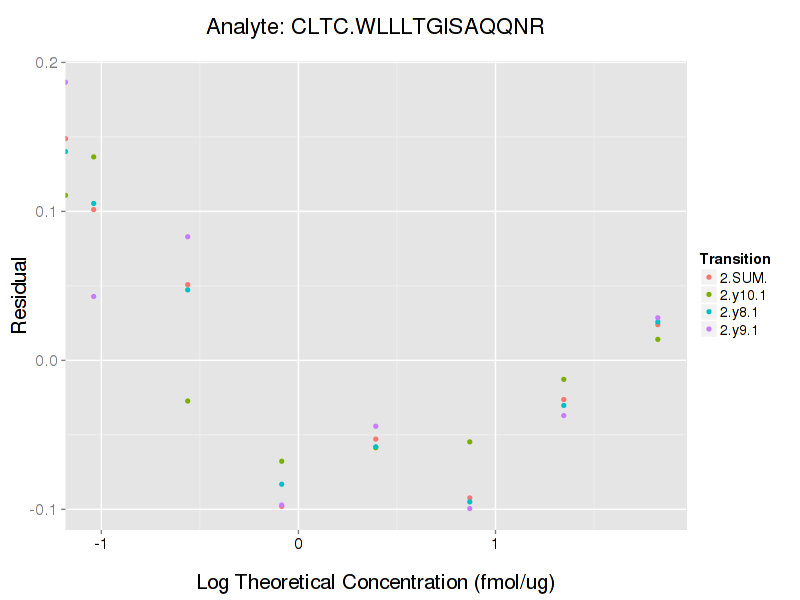 Analyte: CLTC.WLLLTGISAQQNR
0.2
0.1
0.0
-0.1
Residual
-1 0 1
Log Theoretical Concentration (fmol/ug)
Transition
2.SUM.
2.y10.1
2.y8.1
2.y9.1